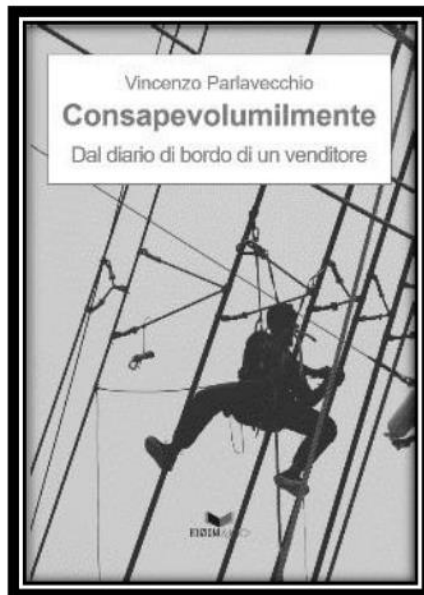 Vincenzo Parlavecchio
Consapevolumilmente
Dal diario di bordo di un venditore